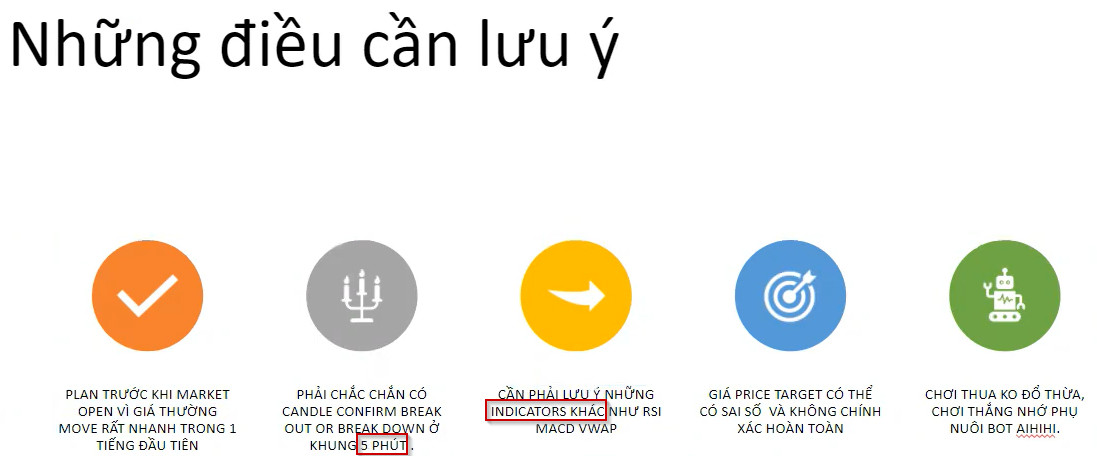 Những điều cần lưu ý
PLAN TRƯỚC KHI MARKET
OPEN VÌ GIÁ THƯỜNG
MOVE RẤT NHANH TRONG 1
TIẾNG ĐẦU TIÊN
PHẢI CHẮC CHẮN CÓ
CANDLE CONFIRM BREAK
OUT OR BREAK DOWN Ở
KHUNG 5 PHÚT .
CẦN PHẢI LƯU Ý NHỮNG
INDICATORS KHÁC NHƯ RSI
MACD VWAP
GIÁ PRICE TARGET CÓ THỂ
CÓ SAI SỐ VÀ KHÔNG CHÍNH
XÁC HOÀN TOÀN
CHƠI THUA KO ĐỔ THỪA,
CHƠI THẮNG NHỚ PHỤ
NUÔI BOT AIHIHI.